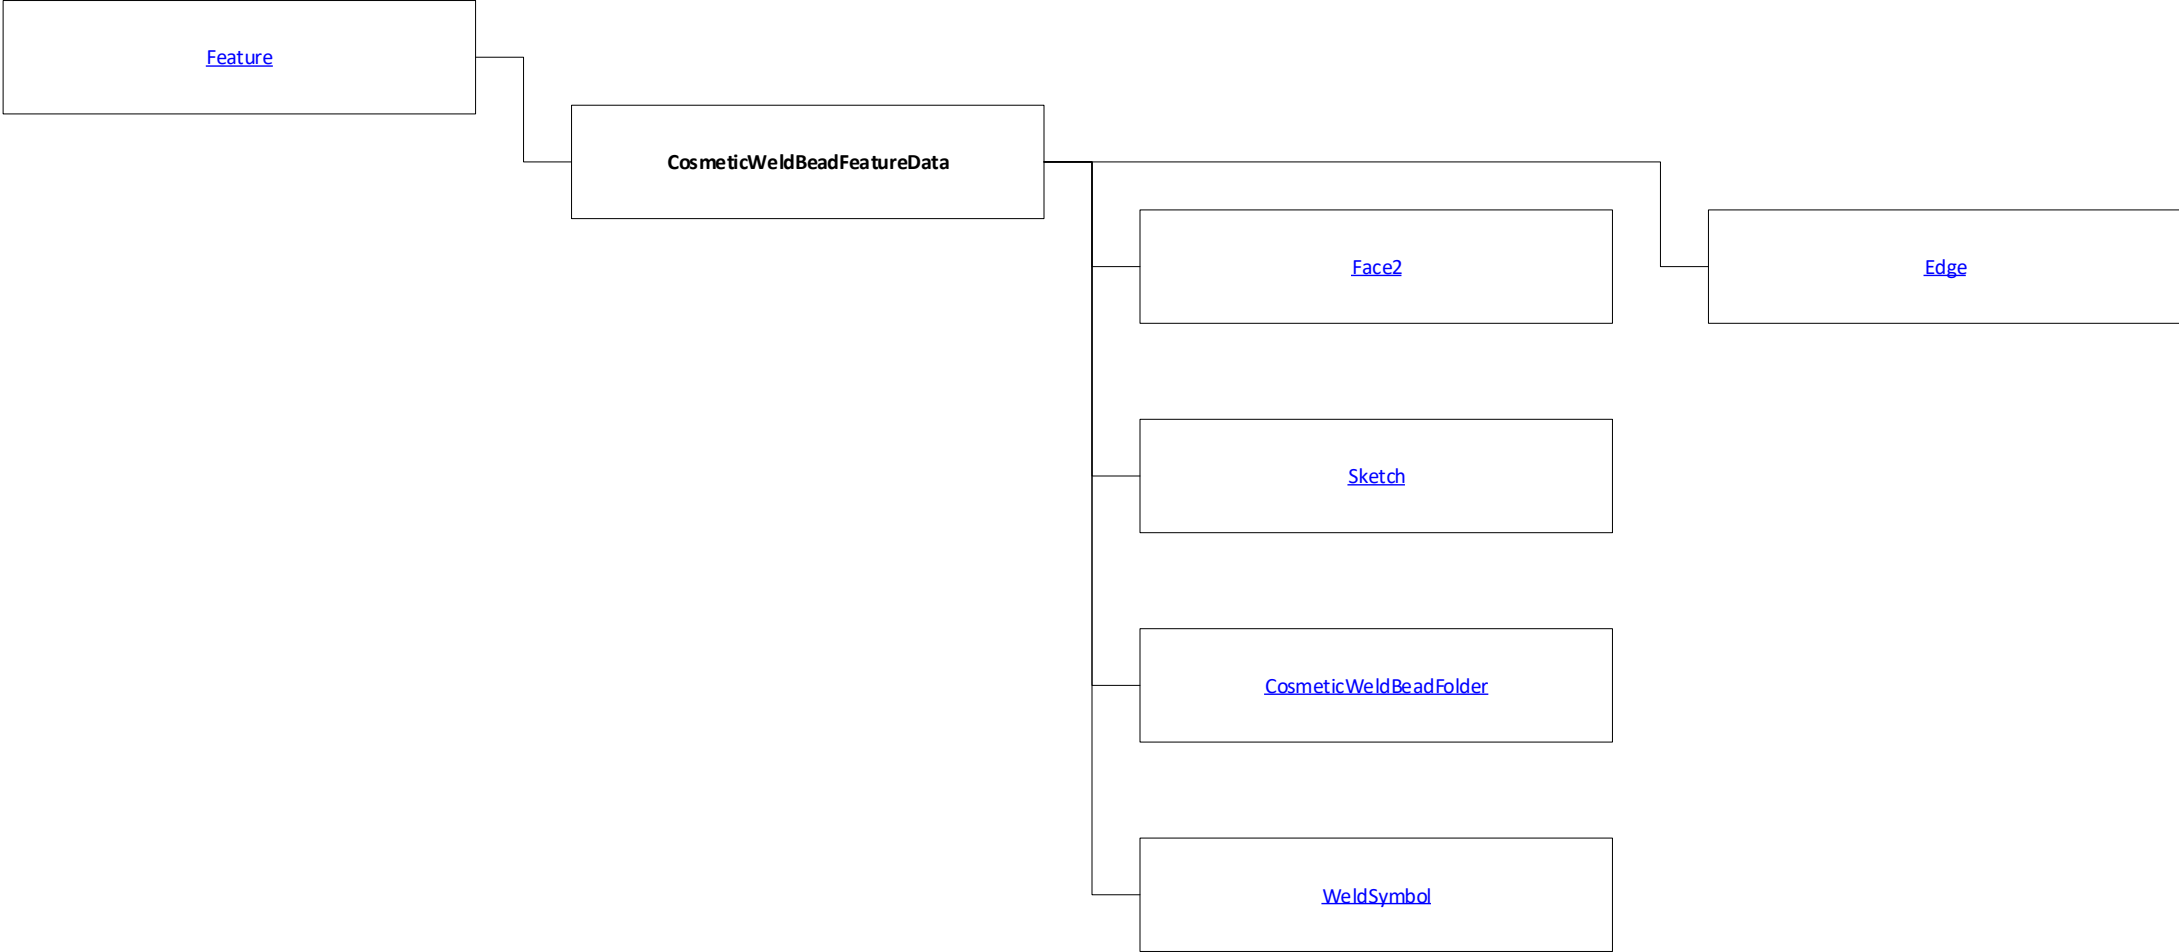 Feature
CosmeticWeldBeadFeatureData
Face2
Edge
Sketch
CosmeticWeldBeadFolder
WeldSymbol